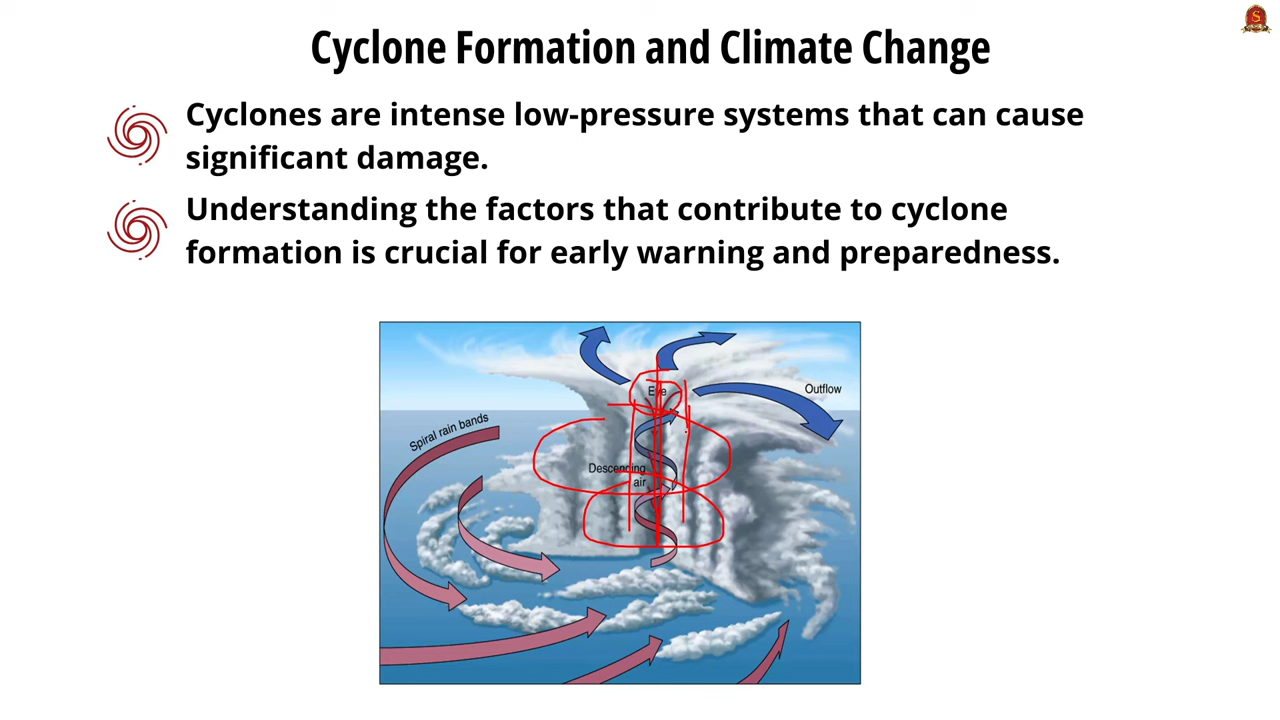 Cyclone Formation and Climate Change
Cyclones are intense low-pressure systems that can cause
significant damage.
Understanding the factors that contribute to cyclone
formation is crucial for early warning and preparedness.
Eye
Outflow
Spiral rain bands
Descending
air
S